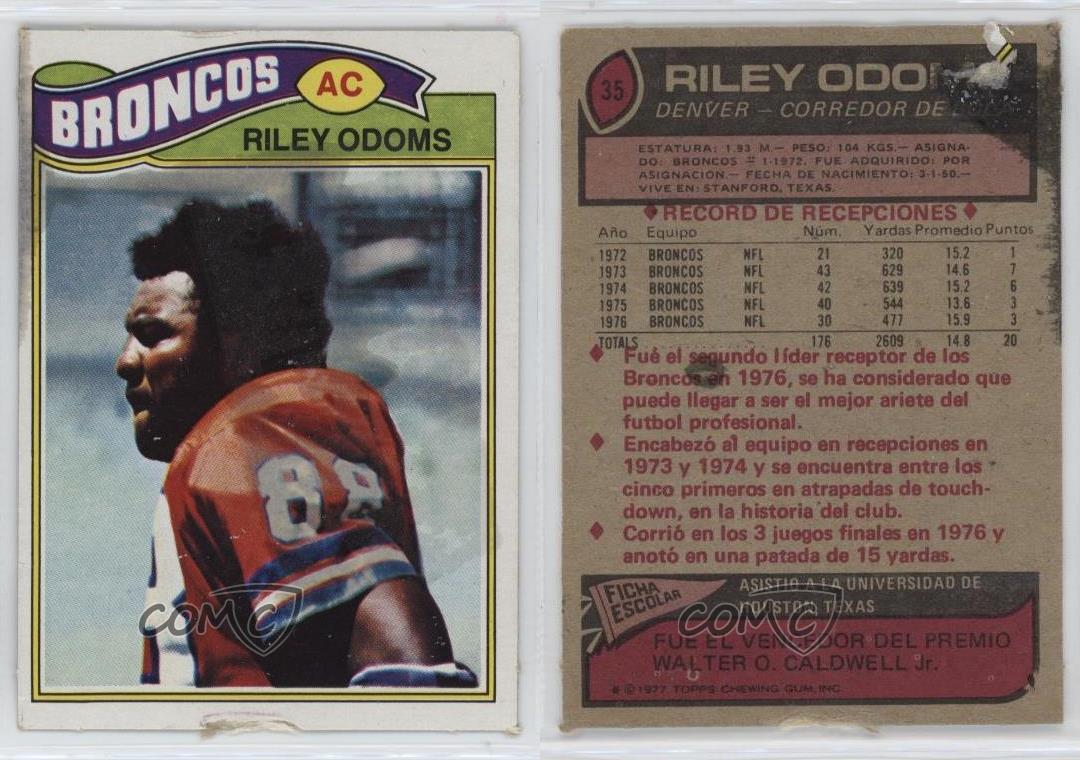 BRONCOS
AC
RILEY ODOMS
88
COMC
35
RILEY
DENVER – CORREDOR DE
ESTATURA: 1.93 M.— PESO: 104 KGS.— ASIGNA-
DO: BRONCOS # 1-1972. FUE ADQUIRIDO: POR
ASIGNACION.— FECHA DE NACIMIENTO: 3-1-50.—
VIVE EN: STANFORD, TEXAS.
♦ RECORD DE RECEPCIONES ♦
Año Equipo Núm. Yardas Promedio Puntos
1972 BRONCOS NFL 21 320 15.2 1
1973 BRONCOS NFL 43 629 14.6 7
1974 BRONCOS NFL 42 639 15.2 6
1975 BRONCOS NFL 40 544 13.6 3
1976 BRONCOS NFL 30 477 15.9 3
TOTALS 176 2609 14.8 20
♦ Fué el segundo líder receptor de los
Broncos en 1976, se ha considerado que
puede llegar a ser el mejor ariete del
futbol profesional.
♦ Encabezó al equipo en recepciones en
1973 y 1974 y se encuentra entre los
cinco primeros en atrapadas de touch-
down, en la historia del club.
♦ Corrió en los 3 juegos finales en 1976 y
anotó en una patada de 15 yardas.
FICHA
ESCOLAR
ASISTIO A LA UNIVERSIDAD DE
HOUSTON, TEXAS
FUE EL VENCEDOR DEL PREMIO
WALTER O. CALDWELL Jr.
COMC
# © 1977 TOPPS CHEWING GUM, INC.